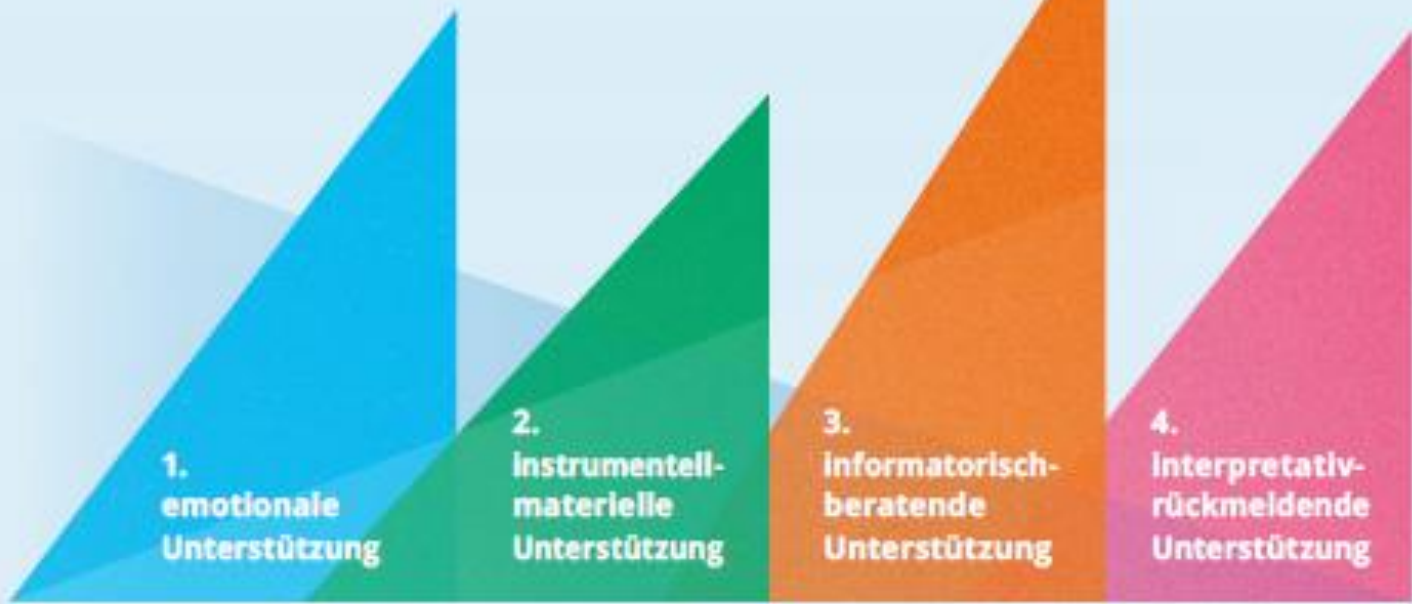 1.
emotionale
Unterstützung
2.
instrumentell-
materielle
Unterstützung
3.
informatorisch-
beratende
Unterstützung
4.
interpretativ-
rückmeldende
Unterstützung